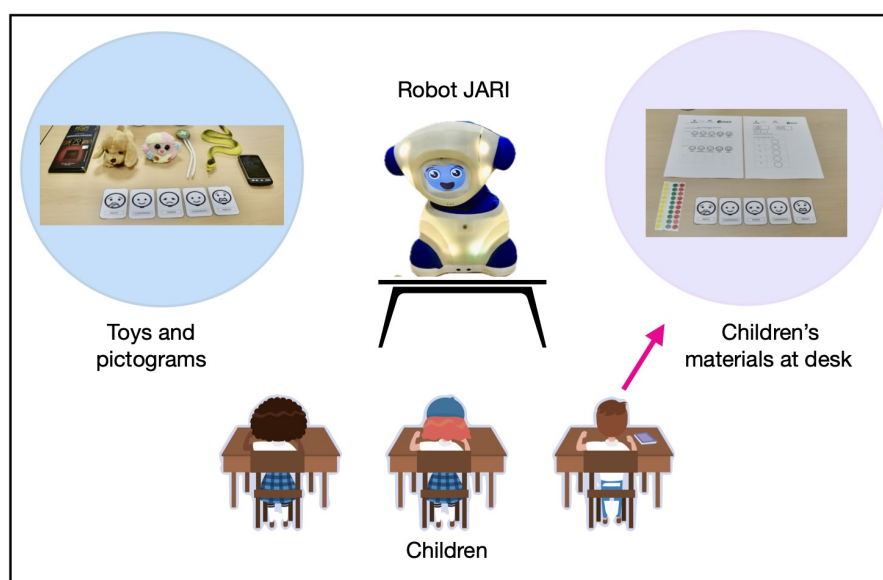 Robot JARI
Toys and
pictograms
Children's
materials at desk
Children